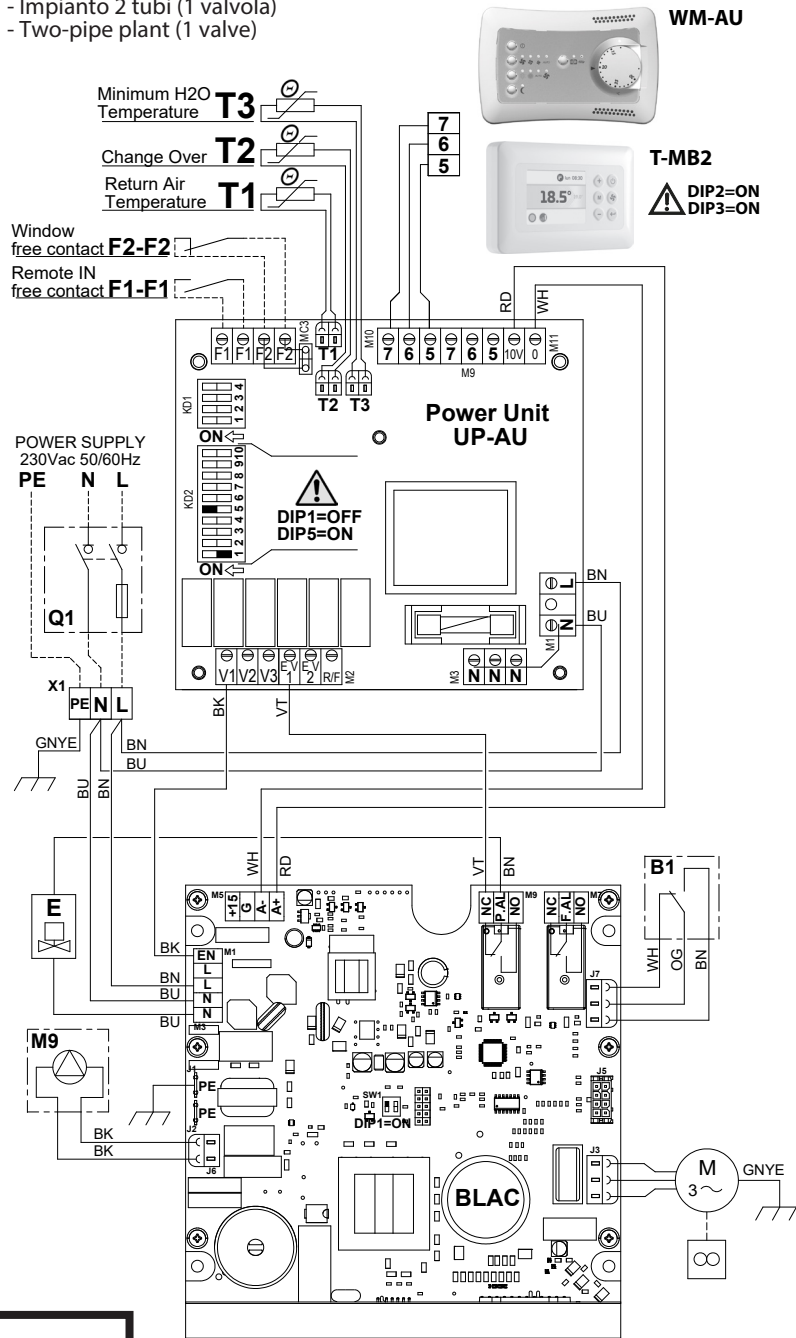 - Impianto 2 tubi (1 valvola)
- Two-pipe plant (1 valve)
WM-AU
Minimum H2O
Temperature T3
Change Over T2
Return Air
Temperature T1
7
6
5
T-MB2
18.5°
DIP2=ON
DIP3=ON
Window
free contact F2-F2
Remote IN
free contact F1-F1
RD
WH
F1 F1 F2 F2
MC3
T1
T2 T3
M10
7 6 5 7 6 5 10V 0
M9
M11
KD1
1 2 3 4
ON
Power Unit
UP-AU
POWER SUPPLY
230Vac 50/60Hz
PE N L
KD2
1 2 3 4 5 6 7 8 9 10
ON
DIP1=OFF
DIP5=ON
Q1
L
N
M1
BN
BU
V1 V2 V3 EV1 EV2 R/F
M2
M3
N N N
X1
PE N L
BK
VT
GNYE
BN
BU
BU
BN
WH
RD
VT
BN
B1
E
M5
+15 G A- A+
M9
NC P.AL NO
M7
NC F.AL NO
WH
OG
BN
BK
BN
BU
BU
EN
L
L
N
N
M1
M3
J7
M9
J1
PE
PE
J2
BK
BK
J6
SW1
DIP1=ON
J5
J3
BLAC
M
3~
GNYE